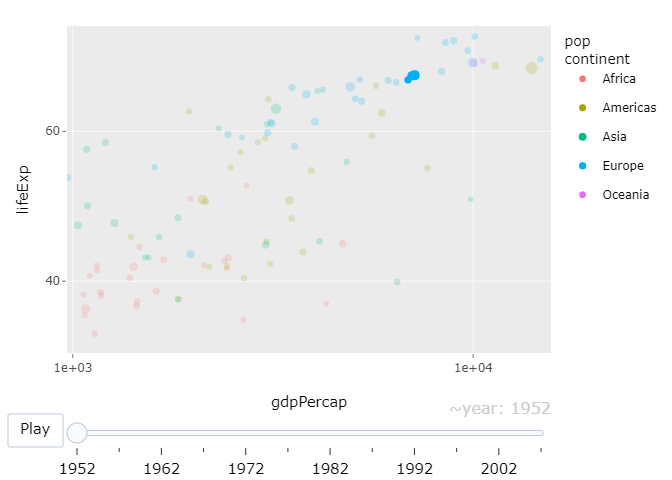 pop
continent
Africa
Americas
Asia
Europe
Oceania
lifeExp
60
40
1e+03
1e+04
gdpPercap
~year: 1952
Play
1952
1962
1972
1982
1992
2002